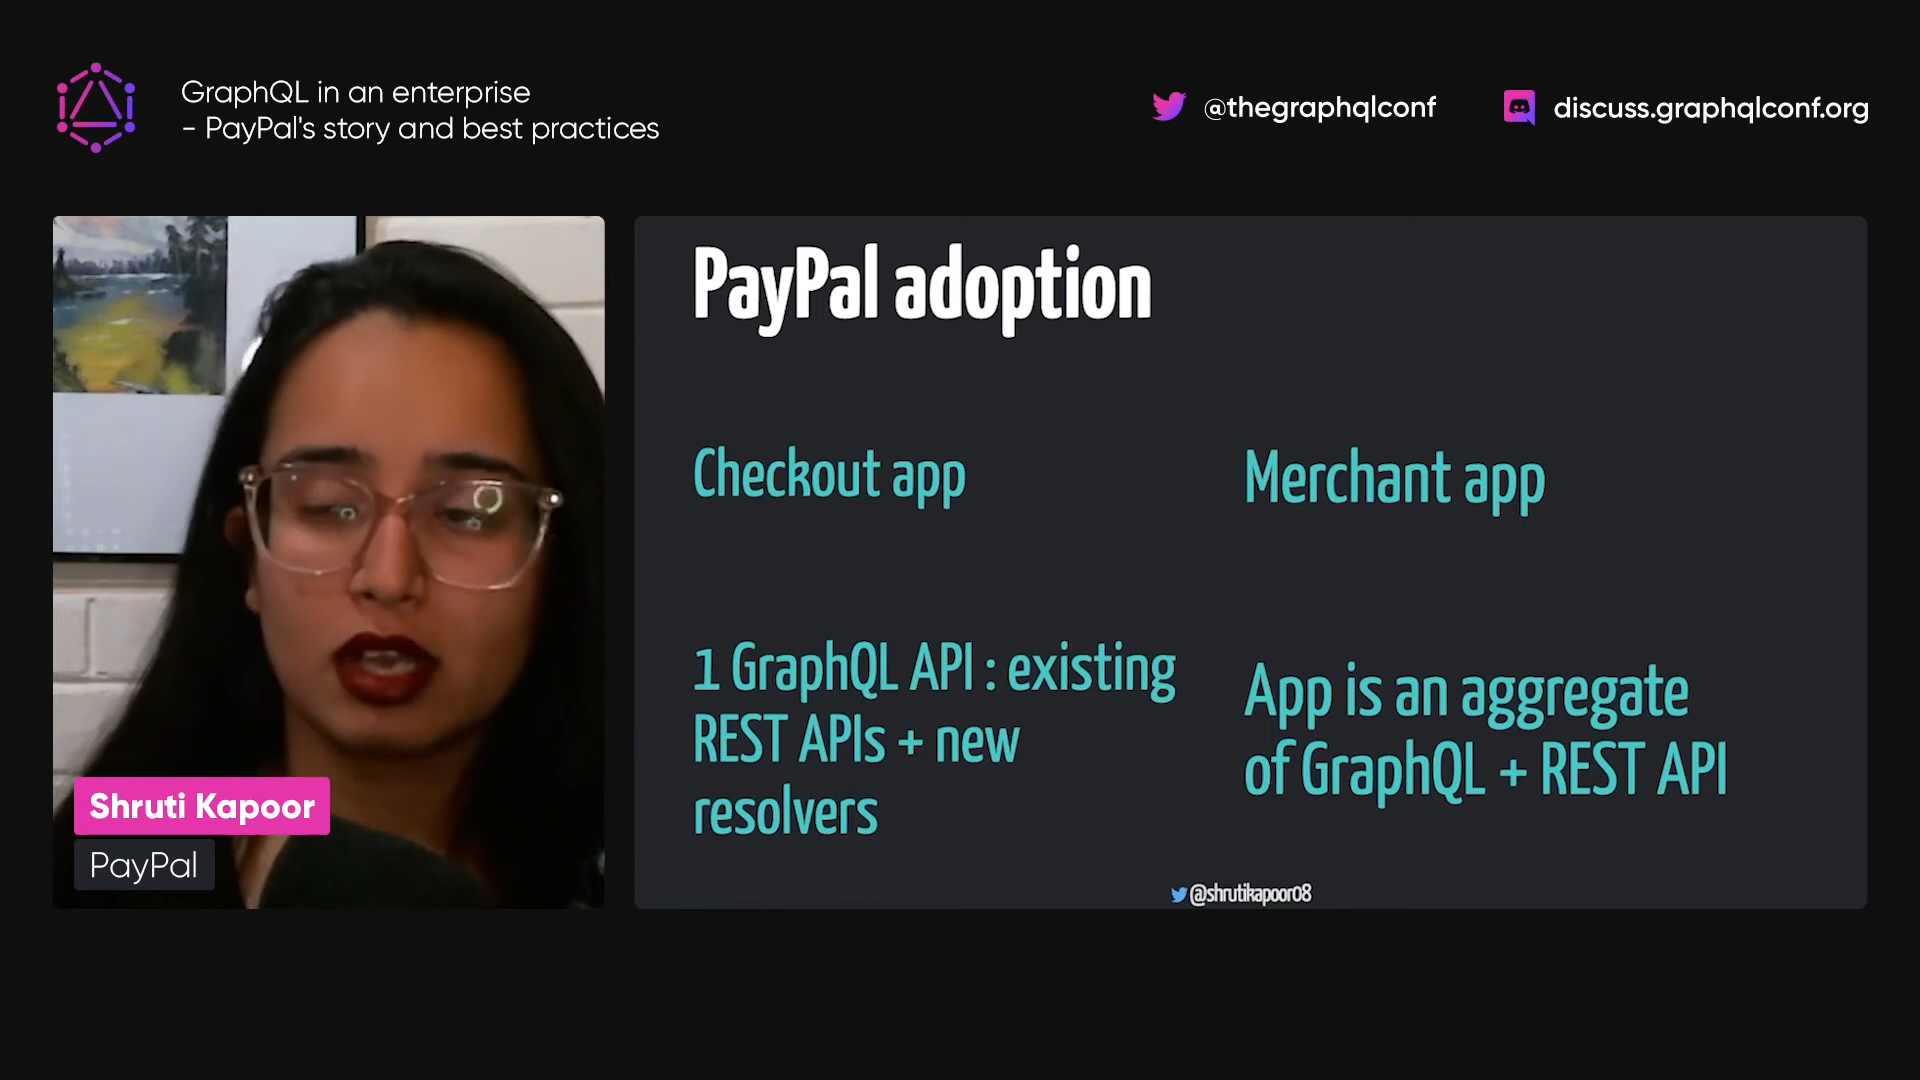 GraphQL in an enterprise
- PayPal's story and best practices
@thegraphqlconf
discuss.graphqlconf.org
Shruti Kapoor
PayPal
PayPal adoption
Checkout app
1 GraphQL API : existing
REST APIs + new
resolvers
Merchant app
App is an aggregate
of GraphQL + REST API
@shrutikapoor08